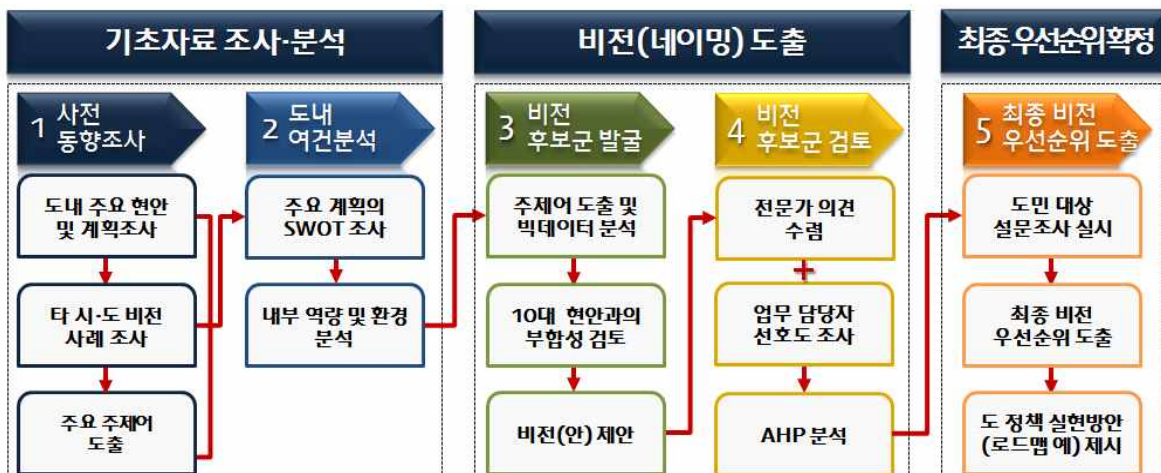 기초자료 조사·분석
1 사전
동향조사
도내 주요 현안
및 계획조사
타 시·도 비전
사례 조사
주요 주제어
도출
2 도내
여건분석
주요 계획의
SWOT 조사
내부 역량 및 환경
분석
비전(네이밍) 도출
3 비전
후보군 발굴
주제어 도출 및
빅데이터 분석
10대 현안과의
부합성 검토
비전(안) 제안
4 비전
후보군 검토
전문가 의견
수렴
+
업무 담당자
선호도 조사
AHP 분석
최종 우선순위확정
5 최종 비전
우선순위 도출
도민 대상
설문조사 실시
최종 비전
우선순위 도출
도 정책 실현방안
(로드맵 예) 제시